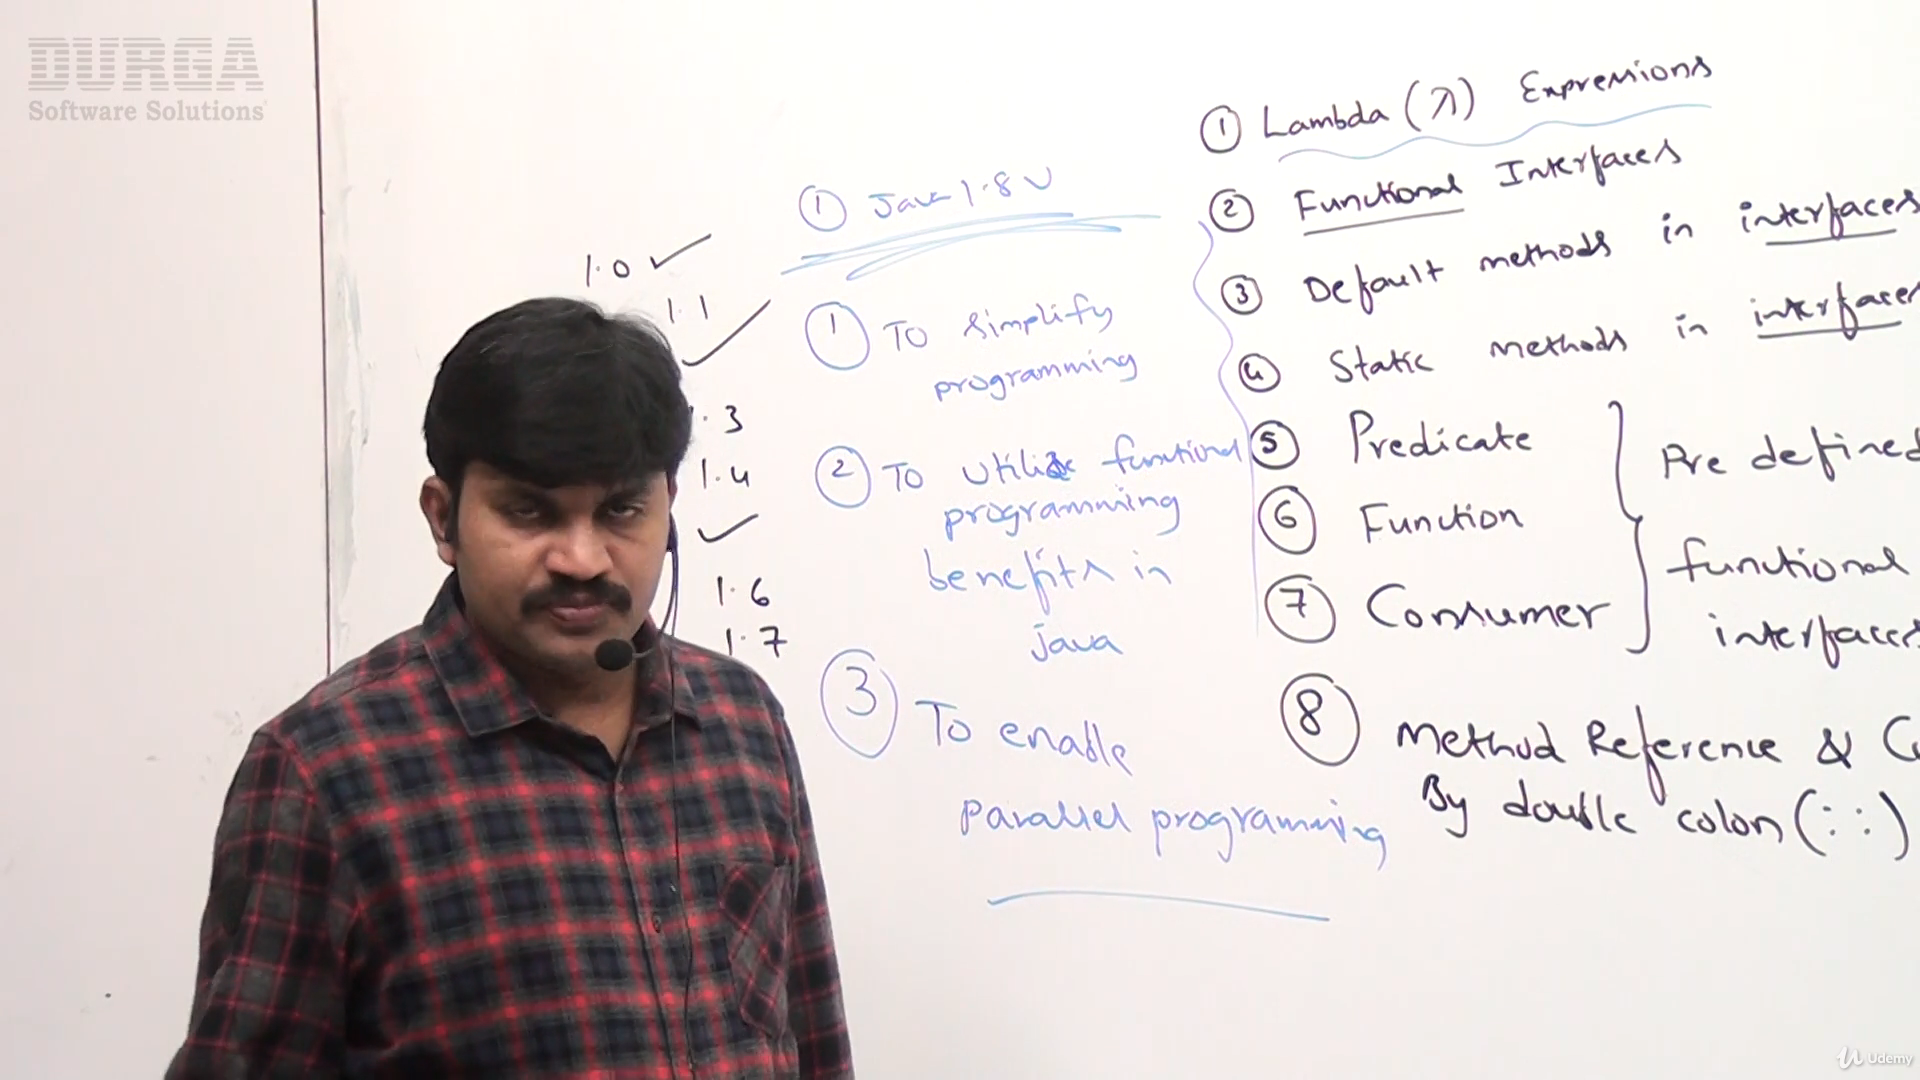 DURGA
Software Solutions
1.0
1.1
1.3
1.4
1.6
1.7
① Java 1.8 V
① To simplify
programming
② To utilize functional
programming
benefits in
java
③ To enable
parallel programming
① Lambda (λ) Expressions
② Functional Interfaces
③ Default methods in interfaces
④ Static methods in interfaces
⑤ Predicate
⑥ Function
⑦ Consumer
Pre defined
functional
interfaces
⑧ Method Reference &
By double colon (::)
Udemy